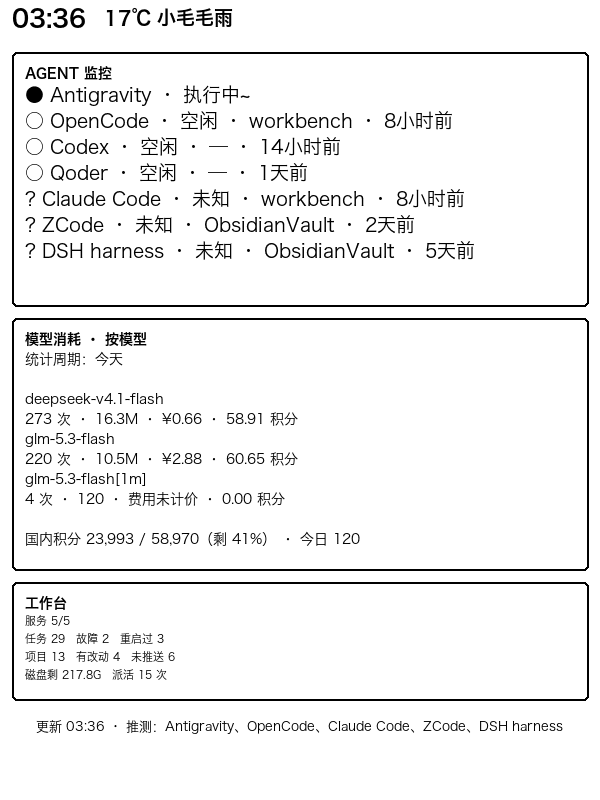 03:36 17℃ 小毛毛雨
AGENT 监控
● Antigravity · 执行中~
○ OpenCode · 空闲 · workbench · 8小时前
○ Codex · 空闲 · — · 14小时前
○ Qoder · 空闲 · — · 1天前
? Claude Code · 未知 · workbench · 8小时前
? ZCode · 未知 · ObsidianVault · 2天前
? DSH harness · 未知 · ObsidianVault · 5天前
模型消耗 · 按模型
统计周期：今天
deepseek-v4.1-flash
273 次 · 16.3M · ¥0.66 · 58.91 积分
glm-5.3-flash
220 次 · 10.5M · ¥2.88 · 60.65 积分
glm-5.3-flash[1m]
4 次 · 120 · 费用未计价 · 0.00 积分
国内积分 23,993 / 58,970（剩 41%） · 今日 120
工作台
服务 5/5
任务 29 故障 2 重启过 3
项目 13 有改动 4 未推送 6
磁盘剩 217.8G 派活 15 次
更新 03:36 · 推测：Antigravity、OpenCode、Claude Code、ZCode、DSH harness